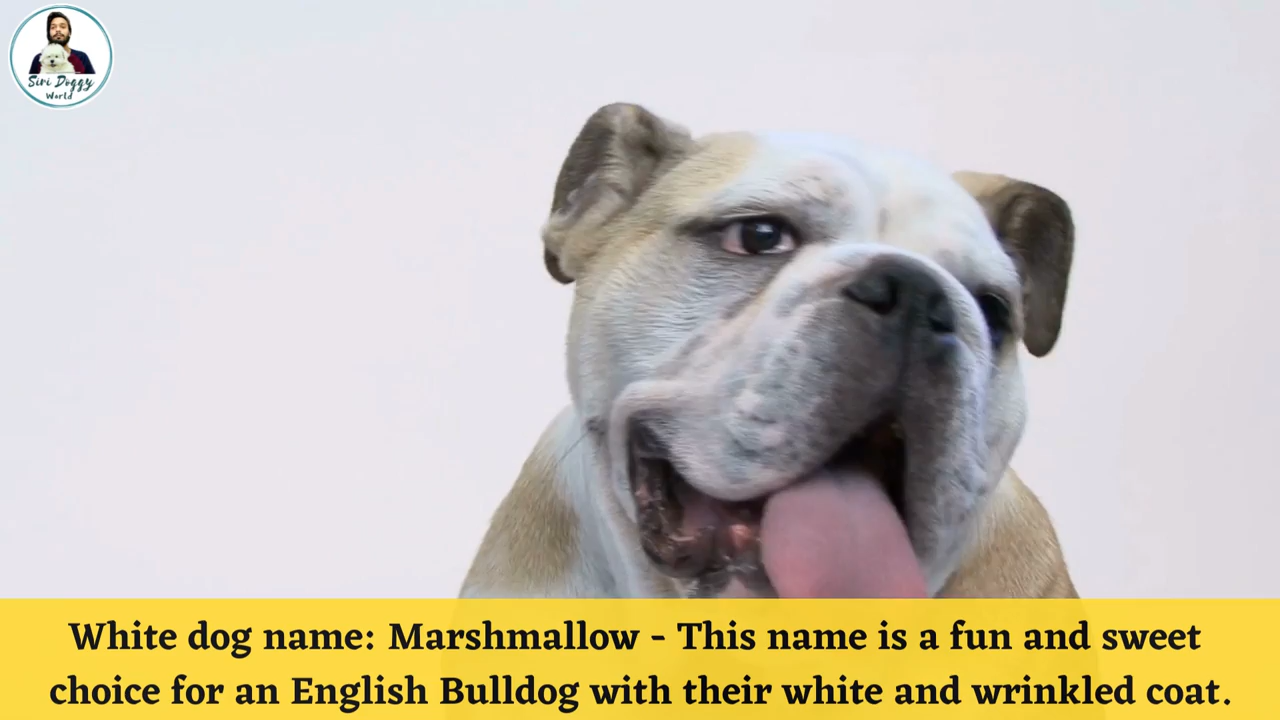 Siri Doggy
World
White dog name: Marshmallow - This name is a fun and sweet
choice for an English Bulldog with their white and wrinkled coat.